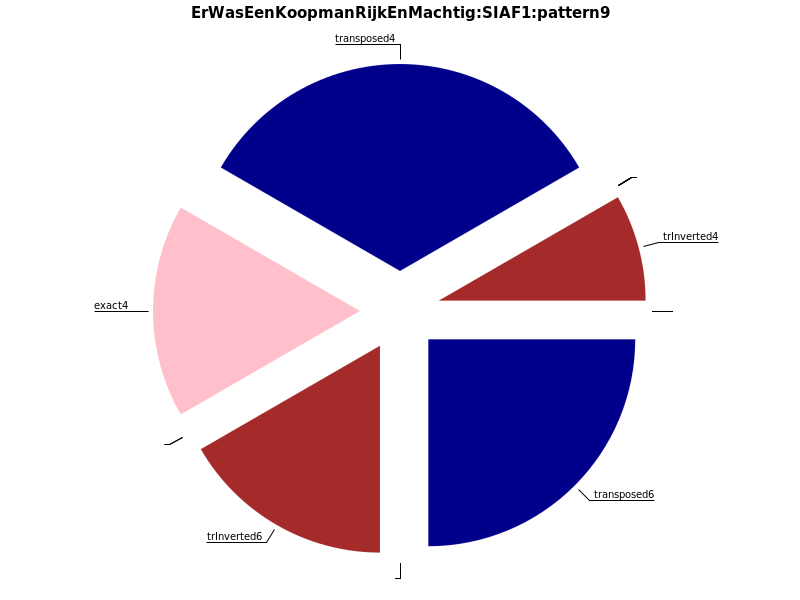 ErWasEenKoopmanRijkEnMachtig:SIAF1:pattern9
transposed4
trInverted4
exact4
transposed6
trInverted6